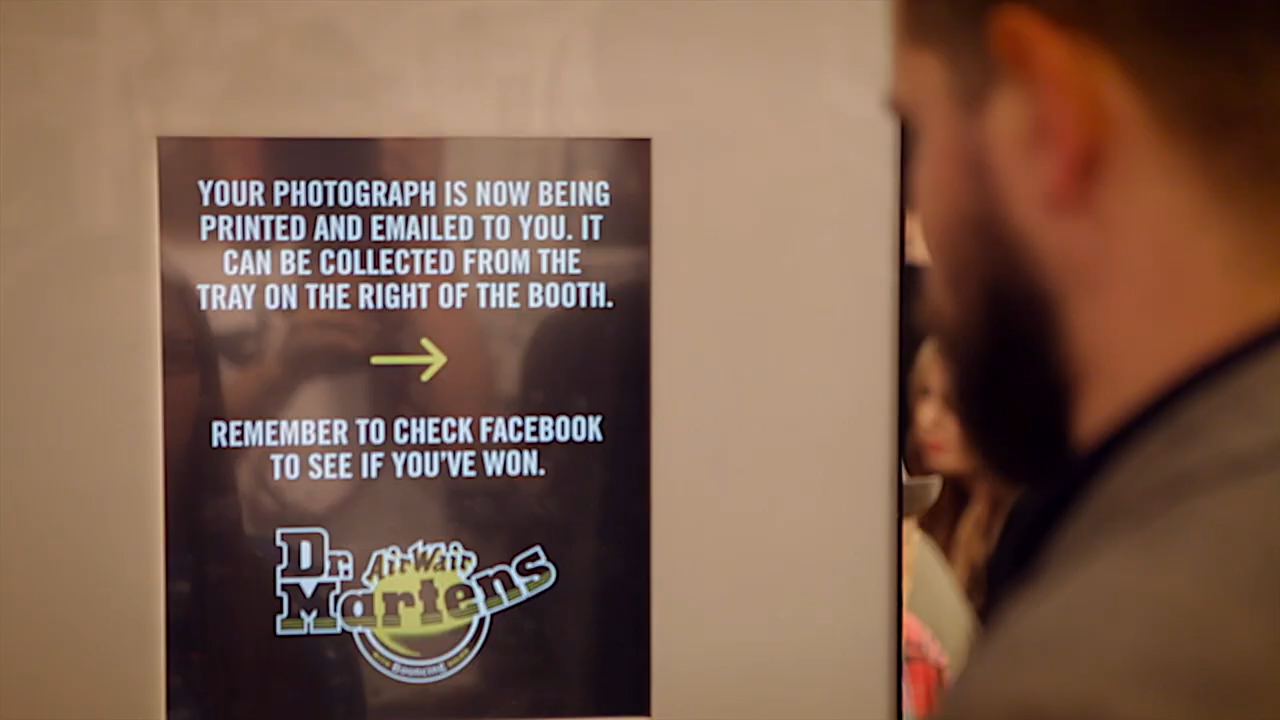 YOUR PHOTOGRAPH IS NOW BEING
PRINTED AND EMAILED TO YOU. IT
CAN BE COLLECTED FROM THE
TRAY ON THE RIGHT OF THE BOOTH.
REMEMBER TO CHECK FACEBOOK
TO SEE IF YOU'VE WON.
Dr.
AirWair
Martens
BOUNCING